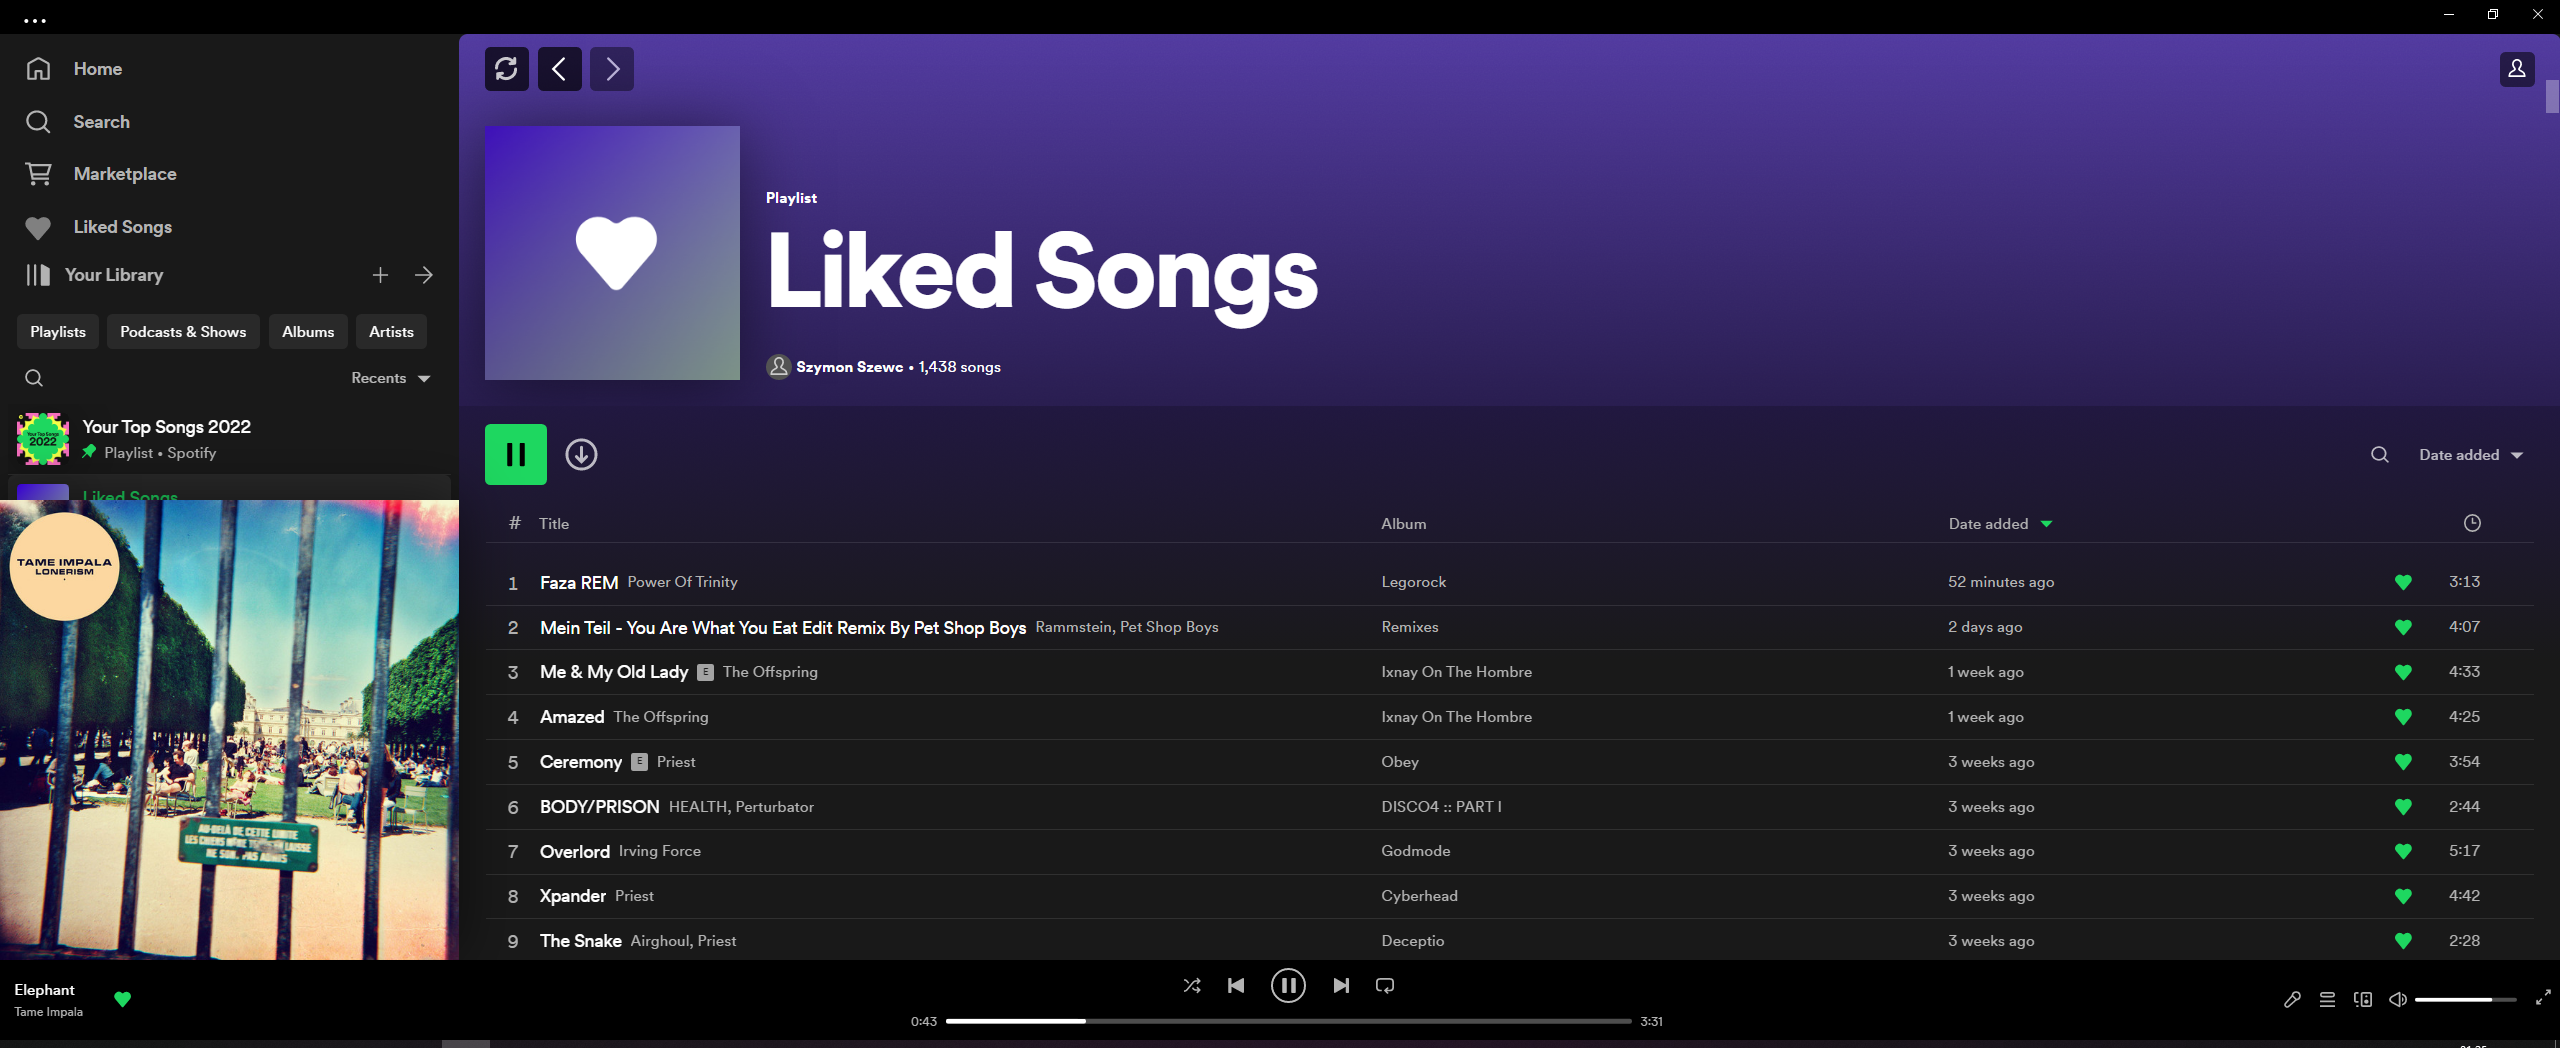 Home
Search
Marketplace
Liked Songs
Your Library
Playlists
Podcasts & Shows
Albums
Artists
Recents
Your Top Songs 2022
Playlist • Spotify
Liked Songs
TAME IMPALA
LONERISM
AU-DELÀ DE CETTE LIMITE
LES CHIENS
Playlist
Liked Songs
Szymon Szewc • 1,438 songs
Date added
# Title Album Date added
1 Faza REM Power Of Trinity Legorock 52 minutes ago 3:13
2 Mein Teil - You Are What You Eat Edit Remix By Pet Shop Boys Rammstein, Pet Shop Boys Remixes 2 days ago 4:07
3 Me & My Old Lady E The Offspring Ixnay On The Hombre 1 week ago 4:33
4 Amazed The Offspring Ixnay On The Hombre 1 week ago 4:25
5 Ceremony E Priest Obey 3 weeks ago 3:54
6 BODY/PRISON HEALTH, Perturbator DISCO4 :: PART I 3 weeks ago 2:44
7 Overlord Irving Force Godmode 3 weeks ago 5:17
8 Xpander Priest Cyberhead 3 weeks ago 4:42
9 The Snake Airghoul, Priest Deceptio 3 weeks ago 2:28
Elephant
Tame Impala
0:43
3:31